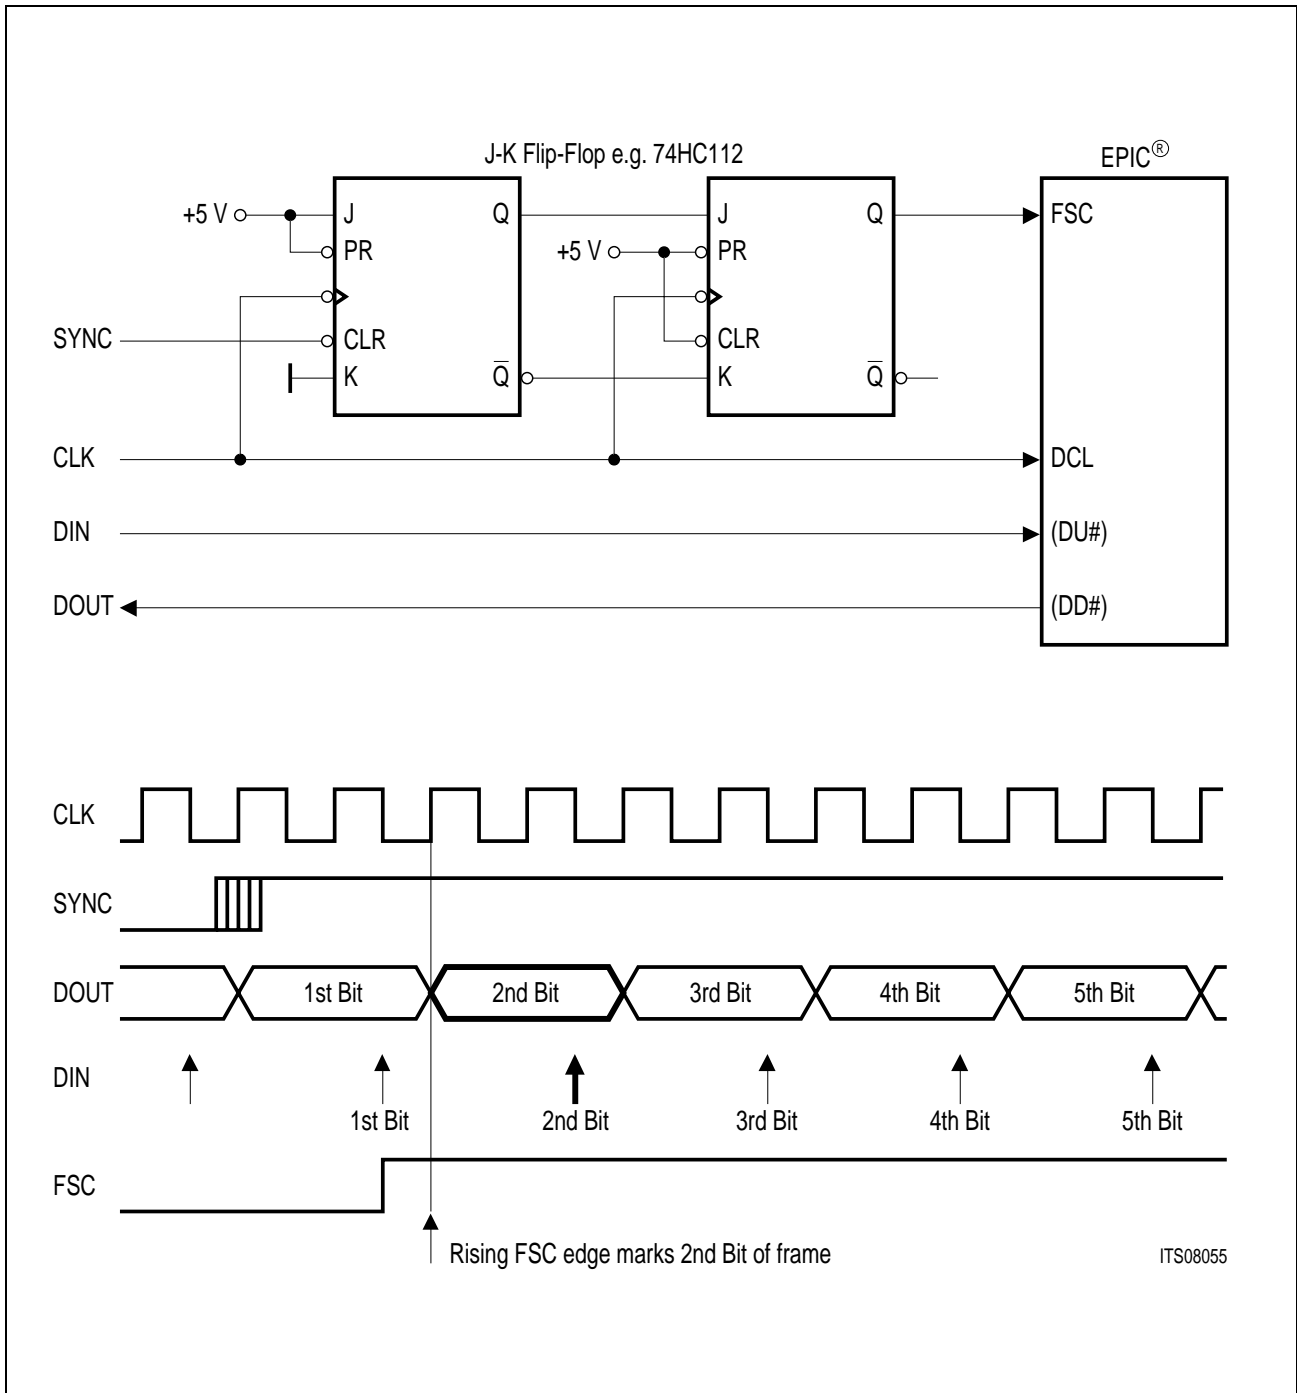 J-K Flip-Flop e.g. 74HC112
EPIC®
+5 V
J
Q
J
Q
FSC
PR
+5 V
PR
SYNC
CLR
CLR
K
Q̅
K
Q̅
CLK
DCL
DIN
(DU#)
DOUT
(DD#)
CLK
SYNC
DOUT
1st Bit
2nd Bit
3rd Bit
4th Bit
5th Bit
DIN
1st Bit
2nd Bit
3rd Bit
4th Bit
5th Bit
FSC
Rising FSC edge marks 2nd Bit of frame
ITS08055